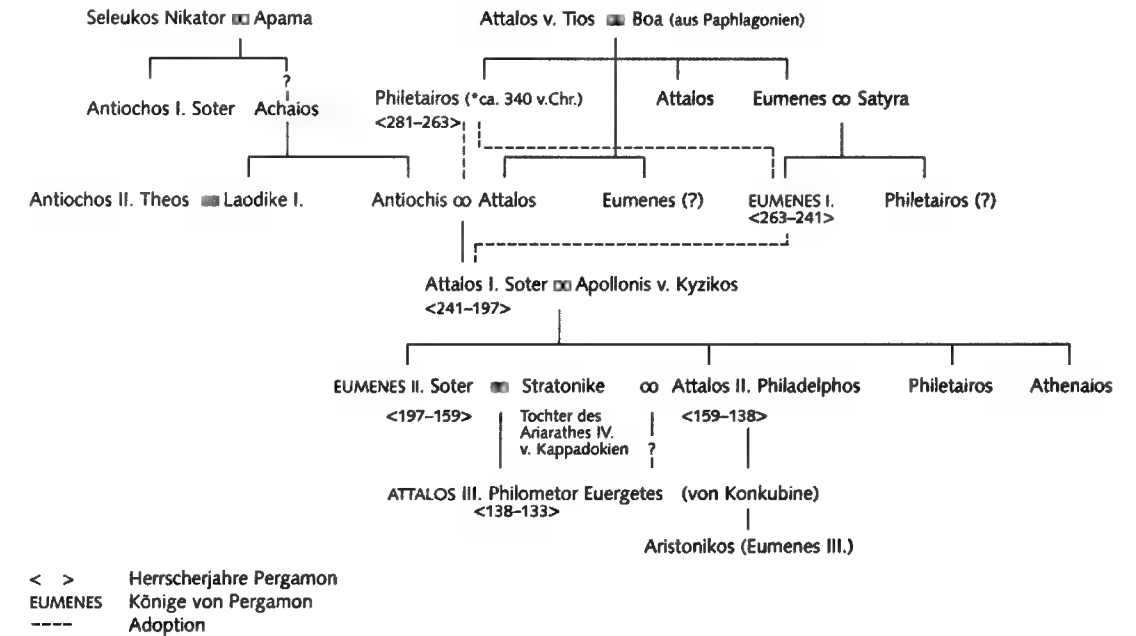 Seleukos Nikator ∞ Apama
Attalos v. Tios ∞ Boa (aus Paphlagonien)
?
Antiochos I. Soter Achaios
Philetairos (*ca. 340 v.Chr.) Attalos Eumenes ∞ Satyra
<281–263>
Antiochos II. Theos ∞ Laodike I. Antiochis ∞ Attalos Eumenes (?) EUMENES I. Philetairos (?)
<263–241>
Attalos I. Soter ∞ Apollonis v. Kyzikos
<241–197>
EUMENES II. Soter ∞ Stratonike ∞ Attalos II. Philadelphos Philetairos Athenaios
<197–159> Tochter des <159–138>
Ariarathes IV.
v. Kappadokien ?
ATTALOS III. Philometor Euergetes (von Konkubine)
<138–133>
Aristonikos (Eumenes III.)
< > Herrscherjahre Pergamon
EUMENES Könige von Pergamon
---- Adoption